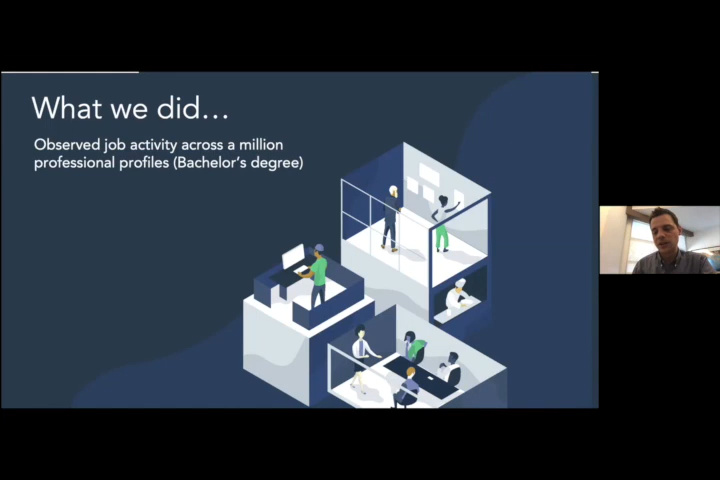 What we did…
Observed job activity across a million
professional profiles (Bachelor's degree)